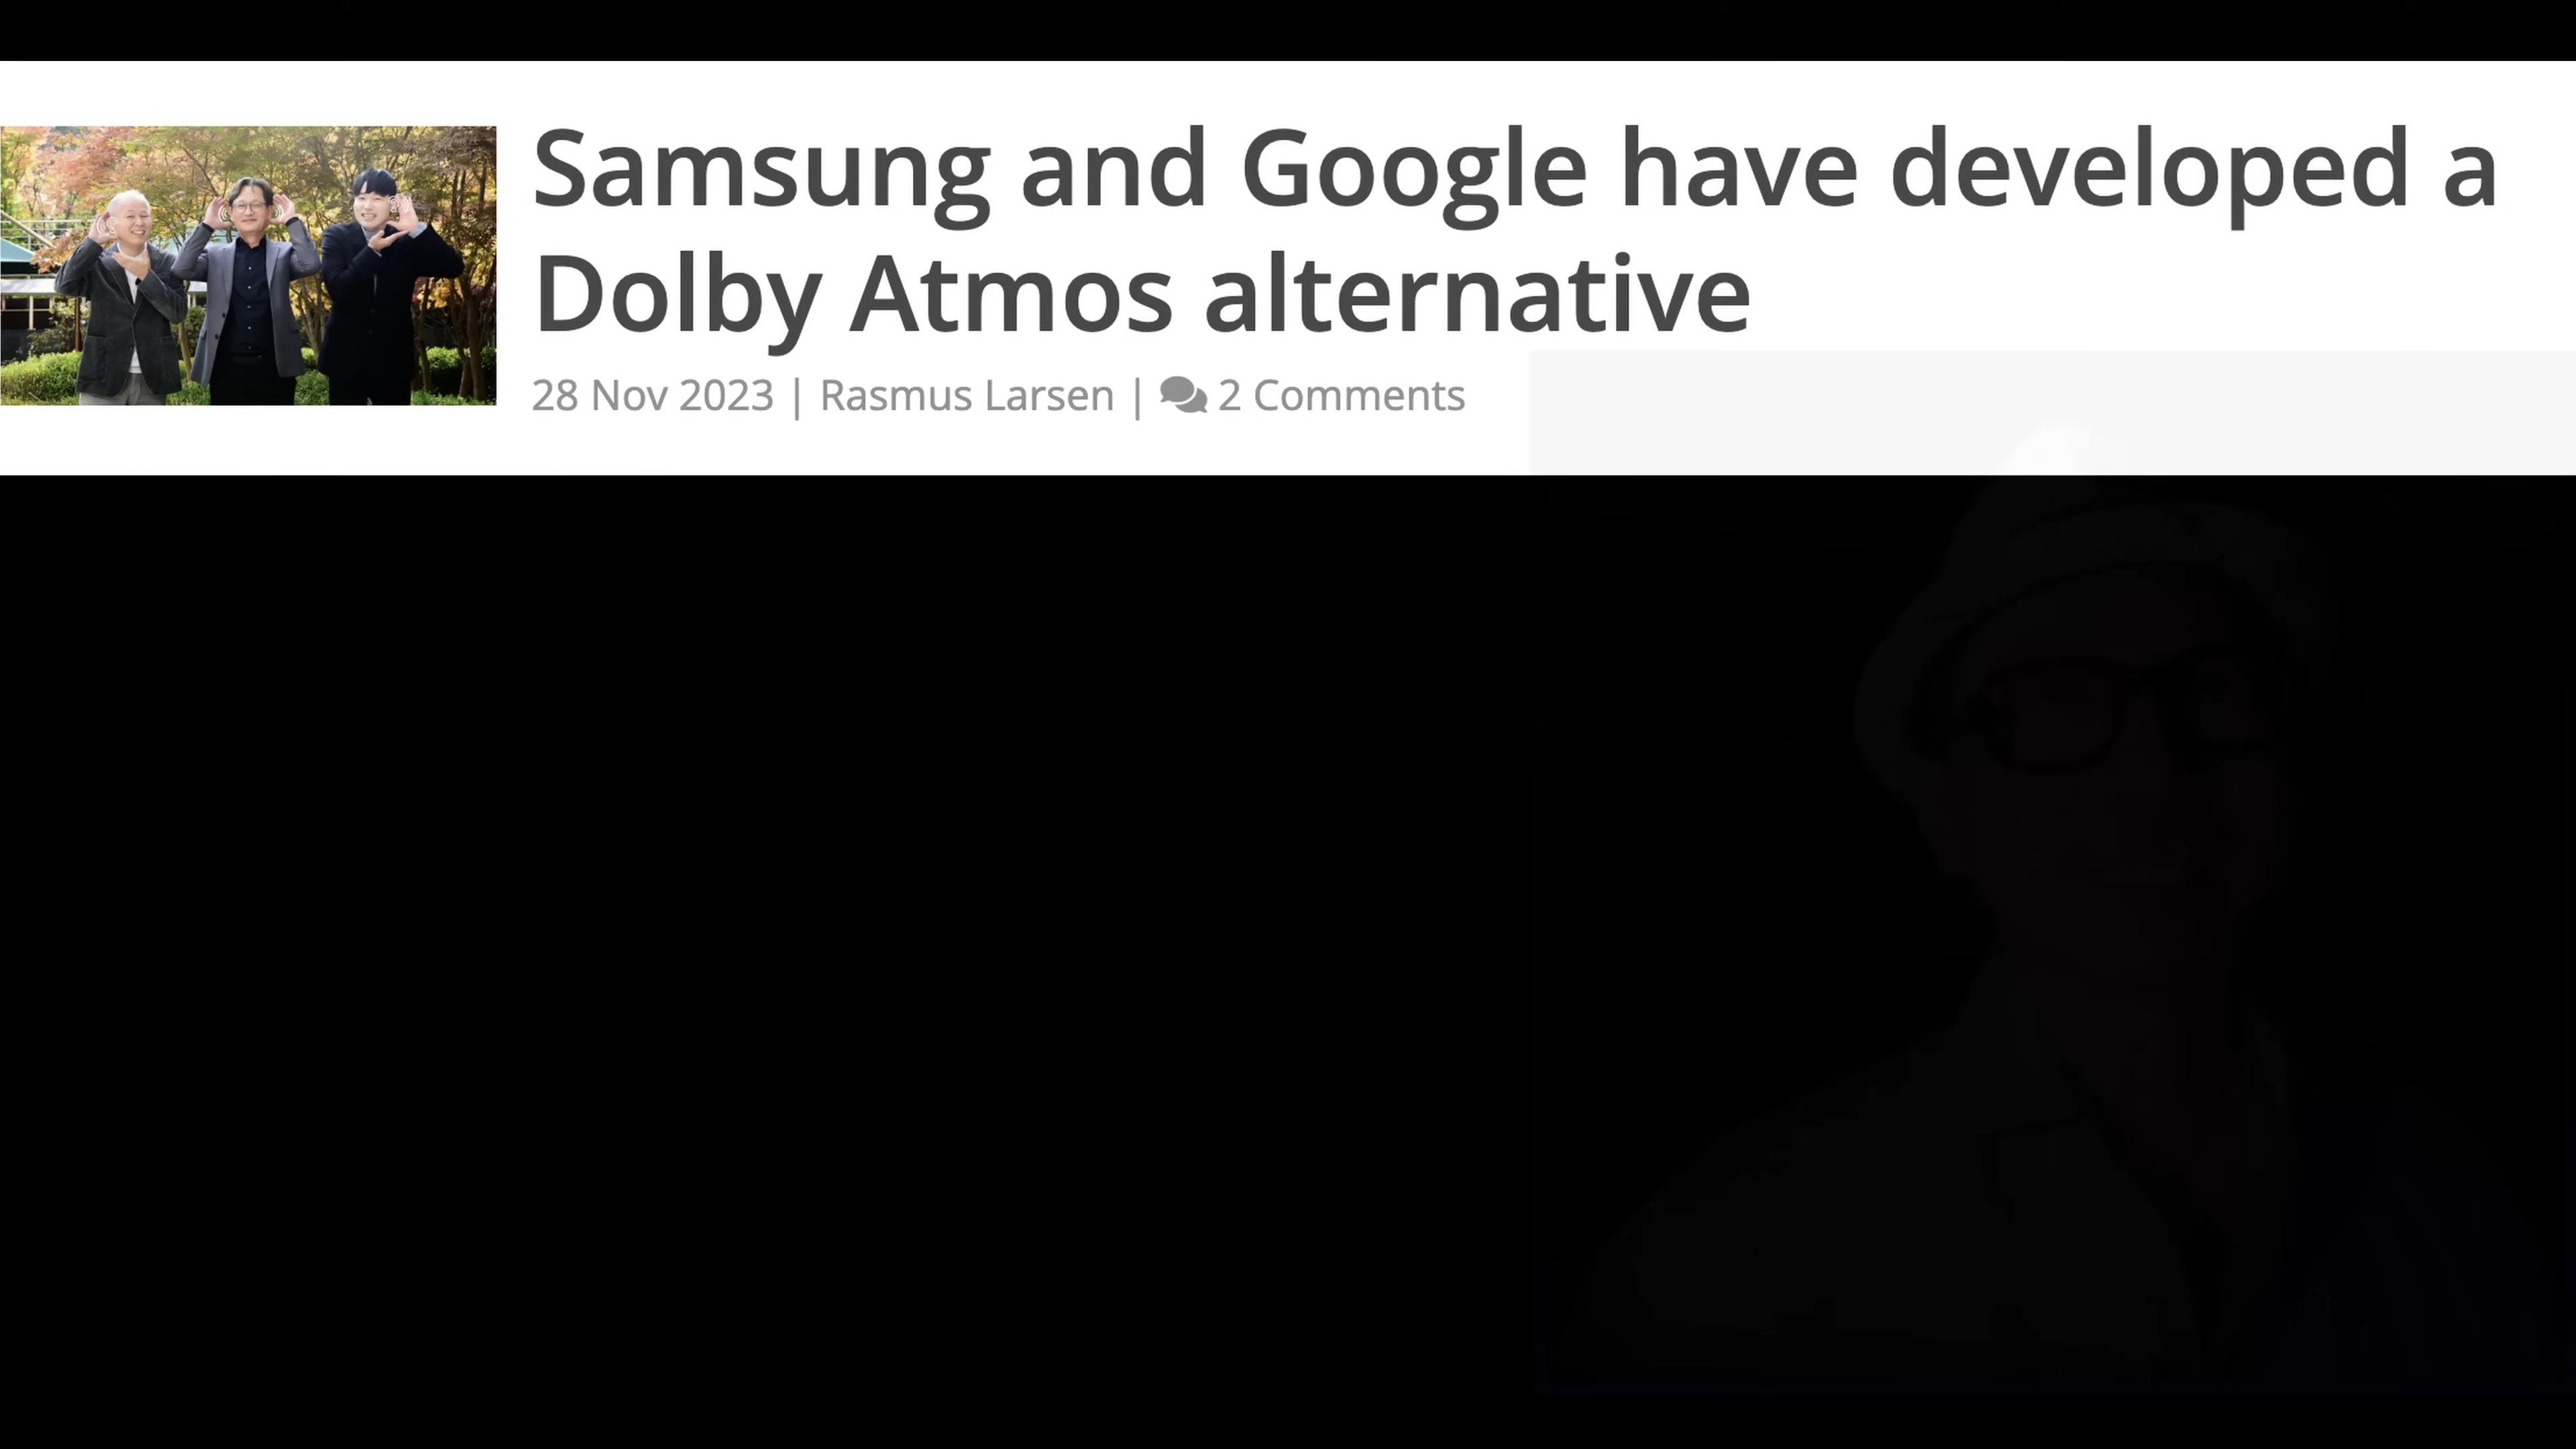 Samsung and Google have developed a
Dolby Atmos alternative
28 Nov 2023 | Rasmus Larsen | 2 Comments